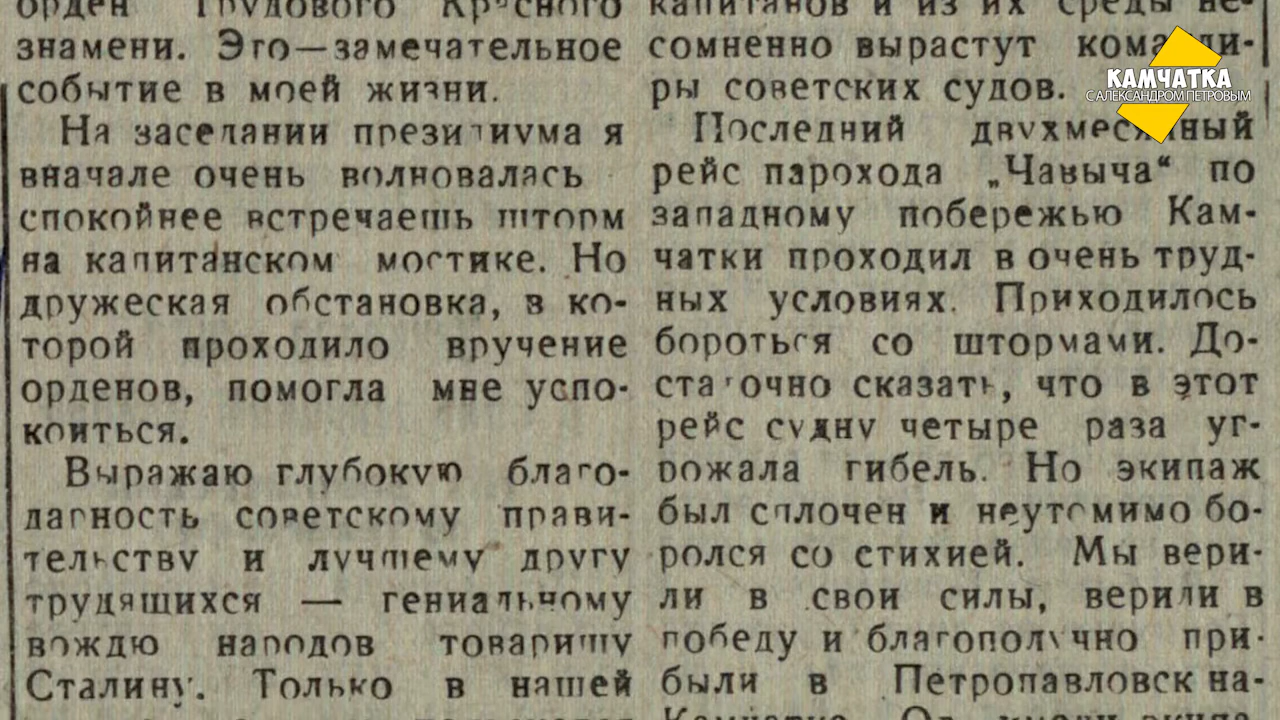 орден Трудового Красного
знамени. Это—замечательное
событие в моей жизни.
На заседании президиума я
вначале очень волновалась
спокойнее встречаешь шторм
на капитанском мостике. Но
дружеская обстановка, в ко-
торой проходило вручение
орденов, помогла мне успо-
коиться.
Выражаю глубокую благо-
дарность советскому прави-
тельству и лучшему другу
трудящихся — гениальному
вождю народов товарищу
Сталину. Только в нашей
капитанов и из их среды не-
сомненно вырастут команди-
ры советских судов.
Последний двухмесячный
рейс парохода „Чавыча“ по
западному побережью Кам-
чатки проходил в очень труд-
ных условиях. Приходилось
бороться со штормами. До-
статочно сказать, что в этот
рейс судну четыре раза уг-
рожала гибель. Но экипаж
был сплочен и неутомимо бо-
ролся со стихией. Мы вери-
ли в свои силы, верили в
победу и благополучно при-
были в Петропавловск на-
КАМЧАТКА
С АЛЕКСАНДРОМ ПЕТРОВЫМ